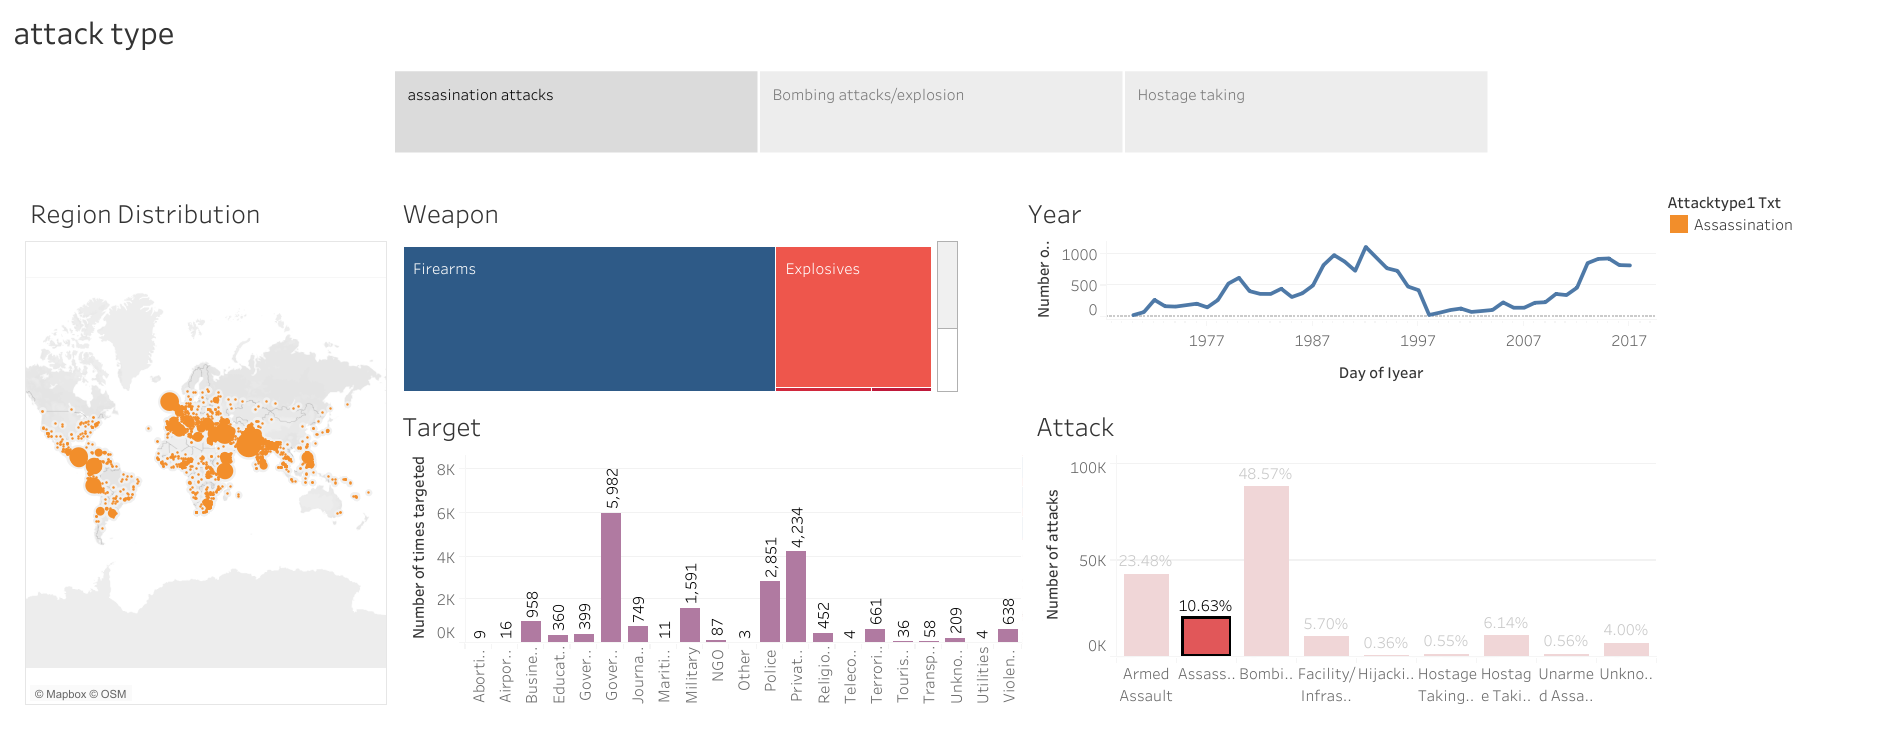 attack type
assasination attacks
Bombing attacks/explosion
Hostage taking
Region Distribution
© Mapbox © OSM
Weapon
Firearms
Explosives
Year
Number o..
1000
500
0
1977
1987
1997
2007
2017
Day of Iyear
Attacktype1 Txt
Assassination
Target
Number of times targeted
8K
6K
4K
2K
0K
9
16
958
360
399
5,982
749
11
1,591
87
3
2,851
4,234
452
4
661
36
58
209
4
638
Aborti..
Airpor..
Busine..
Educat..
Gover..
Gover..
Journa..
Mariti..
Military
NGO
Other
Police
Privat..
Religio..
Teleco..
Terrori..
Touris..
Transp..
Unkno..
Utilities
Violen..
Attack
Number of attacks
100K
50K
0K
23.48%
10.63%
48.57%
5.70%
0.36%
0.55%
6.14%
0.56%
4.00%
Armed
Assault
Assass..
Bombi..
Facility/
Infras..
Hijacki..
Hostage
Taking..
Hostag
e Taki..
Unarme
d Assa..
Unkno..